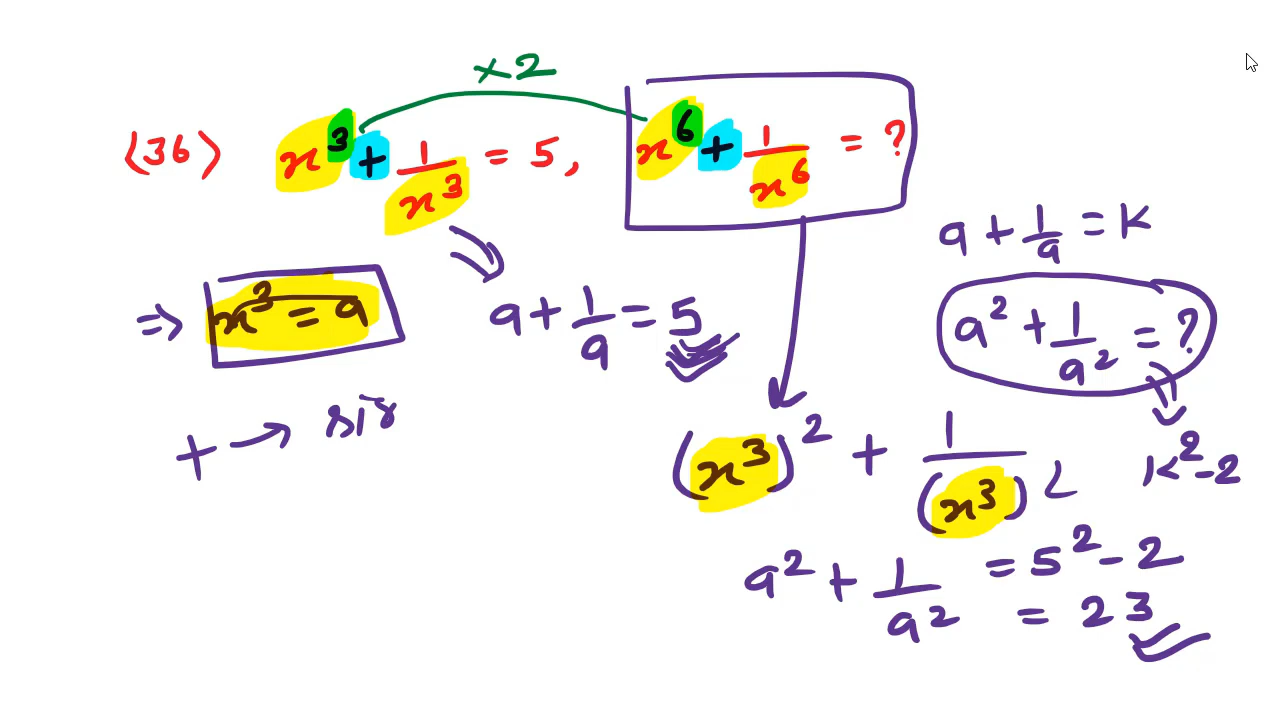 ×2
(36) x³ + 1/x³ = 5, x⁶ + 1/x⁶ = ?
a + 1/a = K
⇒ x³ = a
a + 1/a = 5
a² + 1/a² = ?
+ → sir
(x³)² + 1/(x³)
K² - 2
a² + 1/a² = 5² - 2
= 23